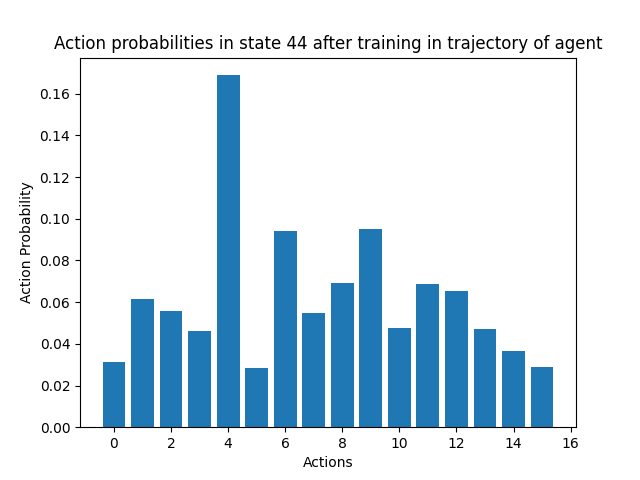 Action probabilities in state 44 after training in trajectory of agent
0.16
0.14
0.12
0.10
0.08
0.06
0.04
0.02
0.00
Action Probability
0 2 4 6 8 10 12 14 16
Actions